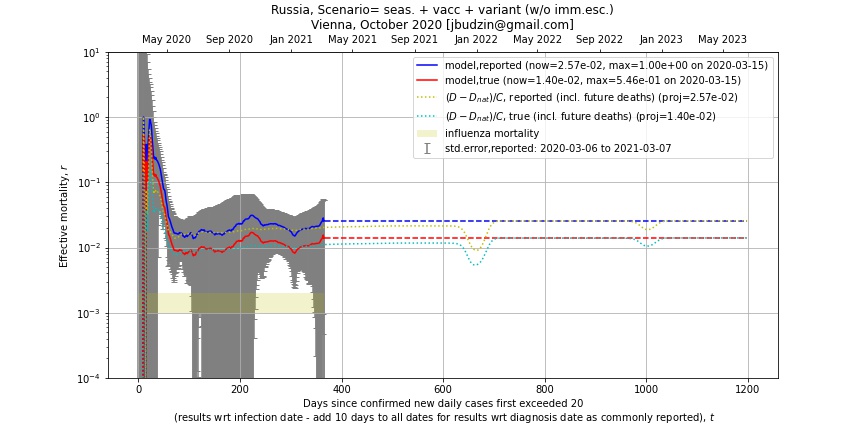 Russia, Scenario= seas. + vacc + variant (w/o imm.esc.)
Vienna, October 2020 [jbudzin@gmail.com]
May 2020 Sep 2020 Jan 2021 May 2021 Sep 2021 Jan 2022 May 2022 Sep 2022 Jan 2023 May 2023
model,reported (now=2.57e-02, max=1.00e+00 on 2020-03-15)
model,true (now=1.40e-02, max=5.46e-01 on 2020-03-15)
(D − Dnat)/C, reported (incl. future deaths) (proj=2.57e-02)
(D − Dnat)/C, true (incl. future deaths) (proj=1.40e-02)
influenza mortality
std.error,reported: 2020-03-06 to 2021-03-07
Effective mortality, r
10¹
10⁰
10⁻¹
10⁻²
10⁻³
10⁻⁴
0 200 400 600 800 1000 1200
Days since confirmed new daily cases first exceeded 20
(results wrt infection date - add 10 days to all dates for results wrt diagnosis date as commonly reported), t